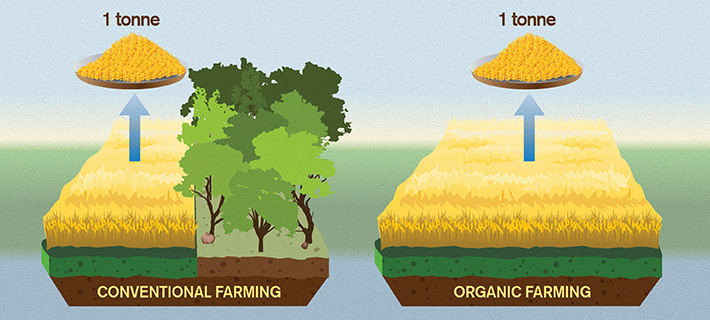 1 tonne
CONVENTIONAL FARMING
1 tonne
ORGANIC FARMING